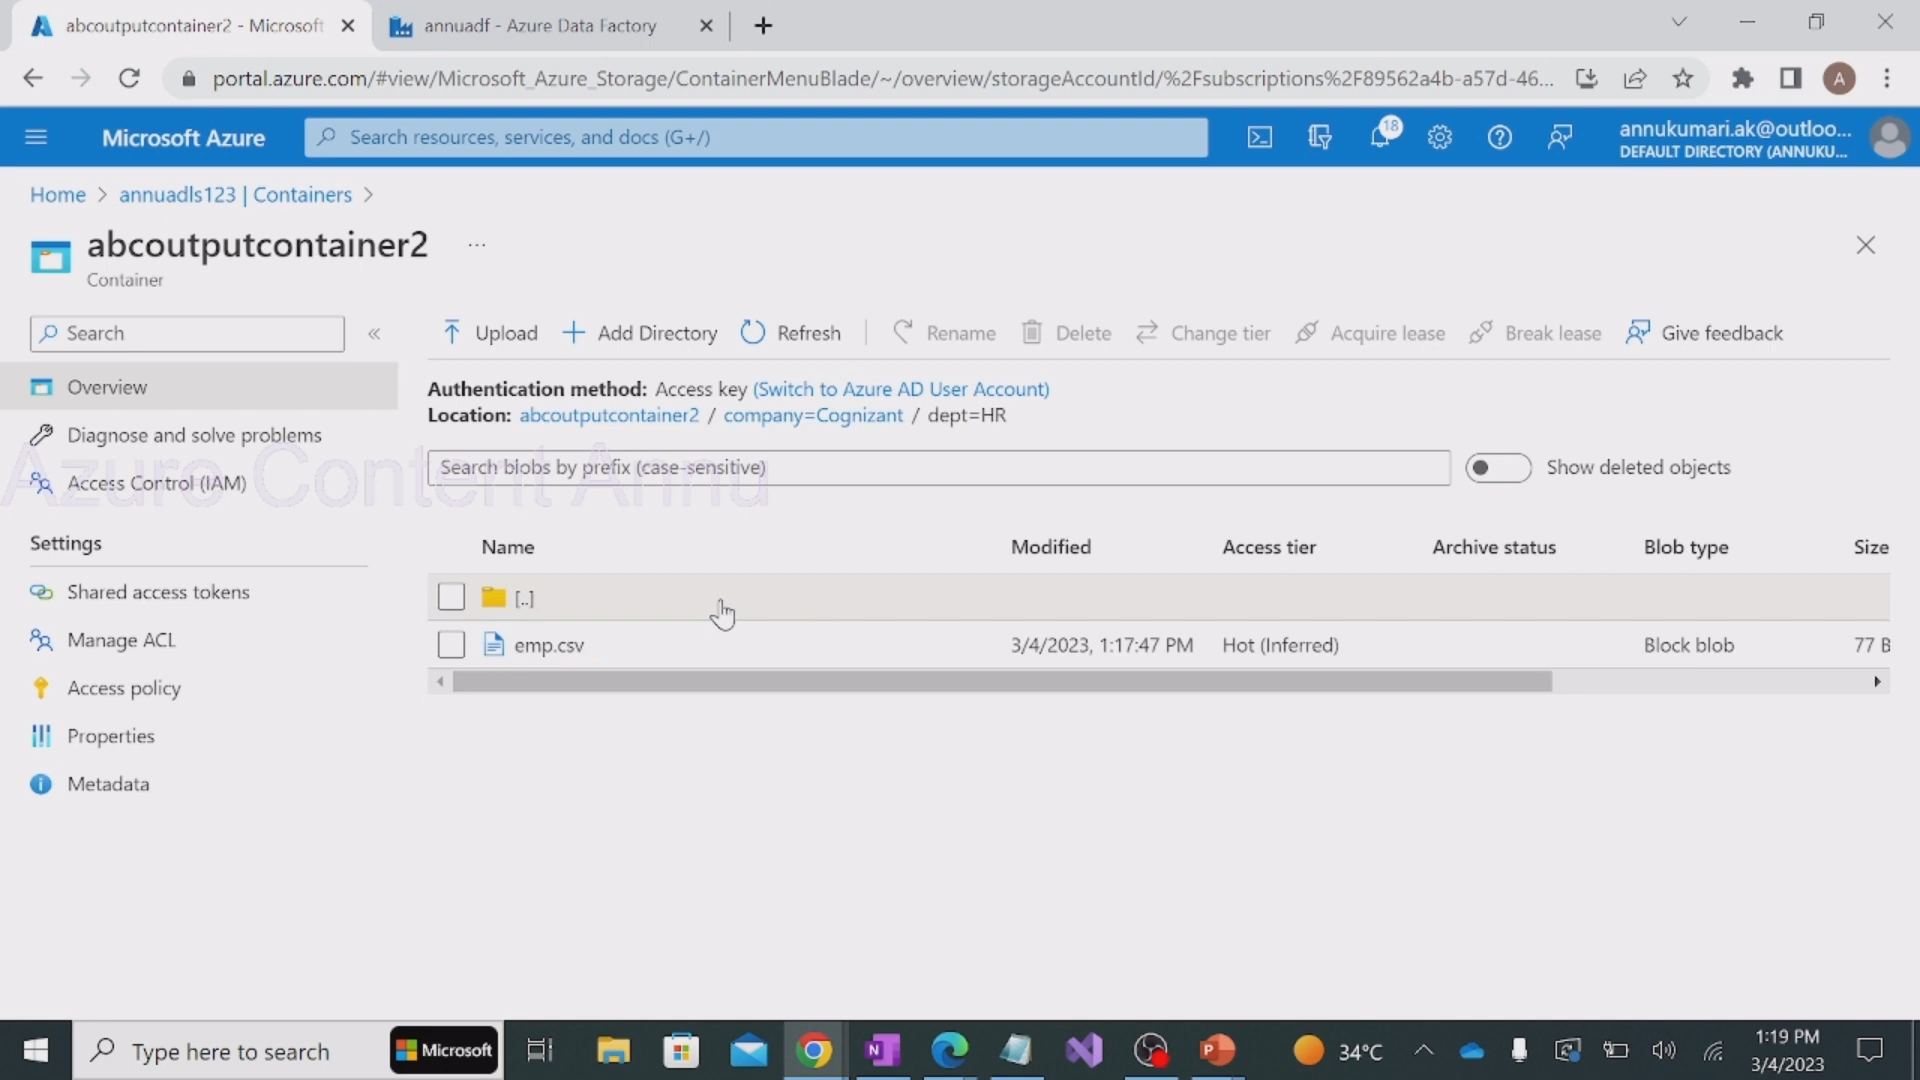 abcoutputcontainer2 - Microsoft
annuadf - Azure Data Factory
portal.azure.com/#view/Microsoft_Azure_Storage/ContainerMenuBlade/~/overview/storageAccountId/%2Fsubscriptions%2F89562a4b-a57d-46...
A
Microsoft Azure
Search resources, services, and docs (G+/)
18
annukumari.ak@outloo...
DEFAULT DIRECTORY (ANNUKU...
Home > annuadls123 | Containers >
abcoutputcontainer2 ...
Container
Search
Upload
Add Directory
Refresh
Rename
Delete
Change tier
Acquire lease
Break lease
Give feedback
Overview
Diagnose and solve problems
Access Control (IAM)
Settings
Shared access tokens
Manage ACL
Access policy
Properties
Metadata
Authentication method: Access key (Switch to Azure AD User Account)
Location: abcoutputcontainer2 / company=Cognizant / dept=HR
Search blobs by prefix (case-sensitive)
Show deleted objects
Azure Content Annu
Name Modified Access tier Archive status Blob type Size
[..]
emp.csv 3/4/2023, 1:17:47 PM Hot (Inferred) Block blob 77 B
Type here to search
Microsoft
34°C
1:19 PM
3/4/2023